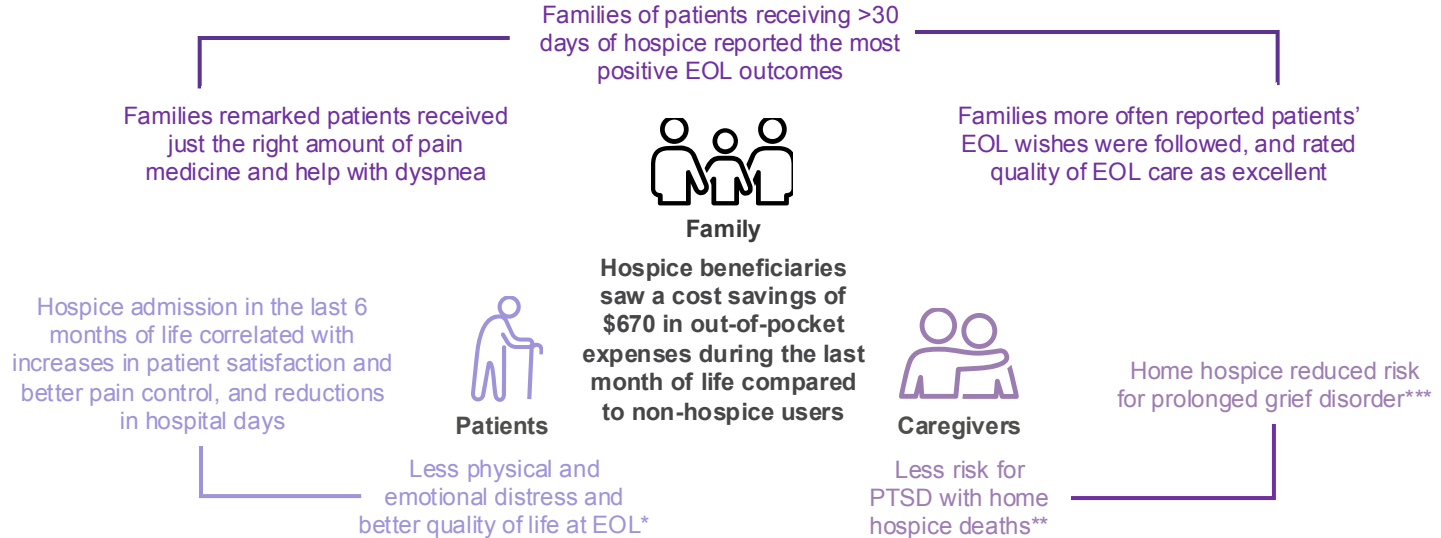 Families of patients receiving >30
days of hospice reported the most
positive EOL outcomes
Families remarked patients received
just the right amount of pain
medicine and help with dyspnea
Families more often reported patients’
EOL wishes were followed, and rated
quality of EOL care as excellent
Family
Hospice beneficiaries
saw a cost savings of
$670 in out-of-pocket
expenses during the last
month of life compared
to non-hospice users
Hospice admission in the last 6
months of life correlated with
increases in patient satisfaction and
better pain control, and reductions
in hospital days
Patients
Less physical and
emotional distress and
better quality of life at EOL*
Caregivers
Less risk for
PTSD with home
hospice deaths**
Home hospice reduced risk
for prolonged grief disorder***